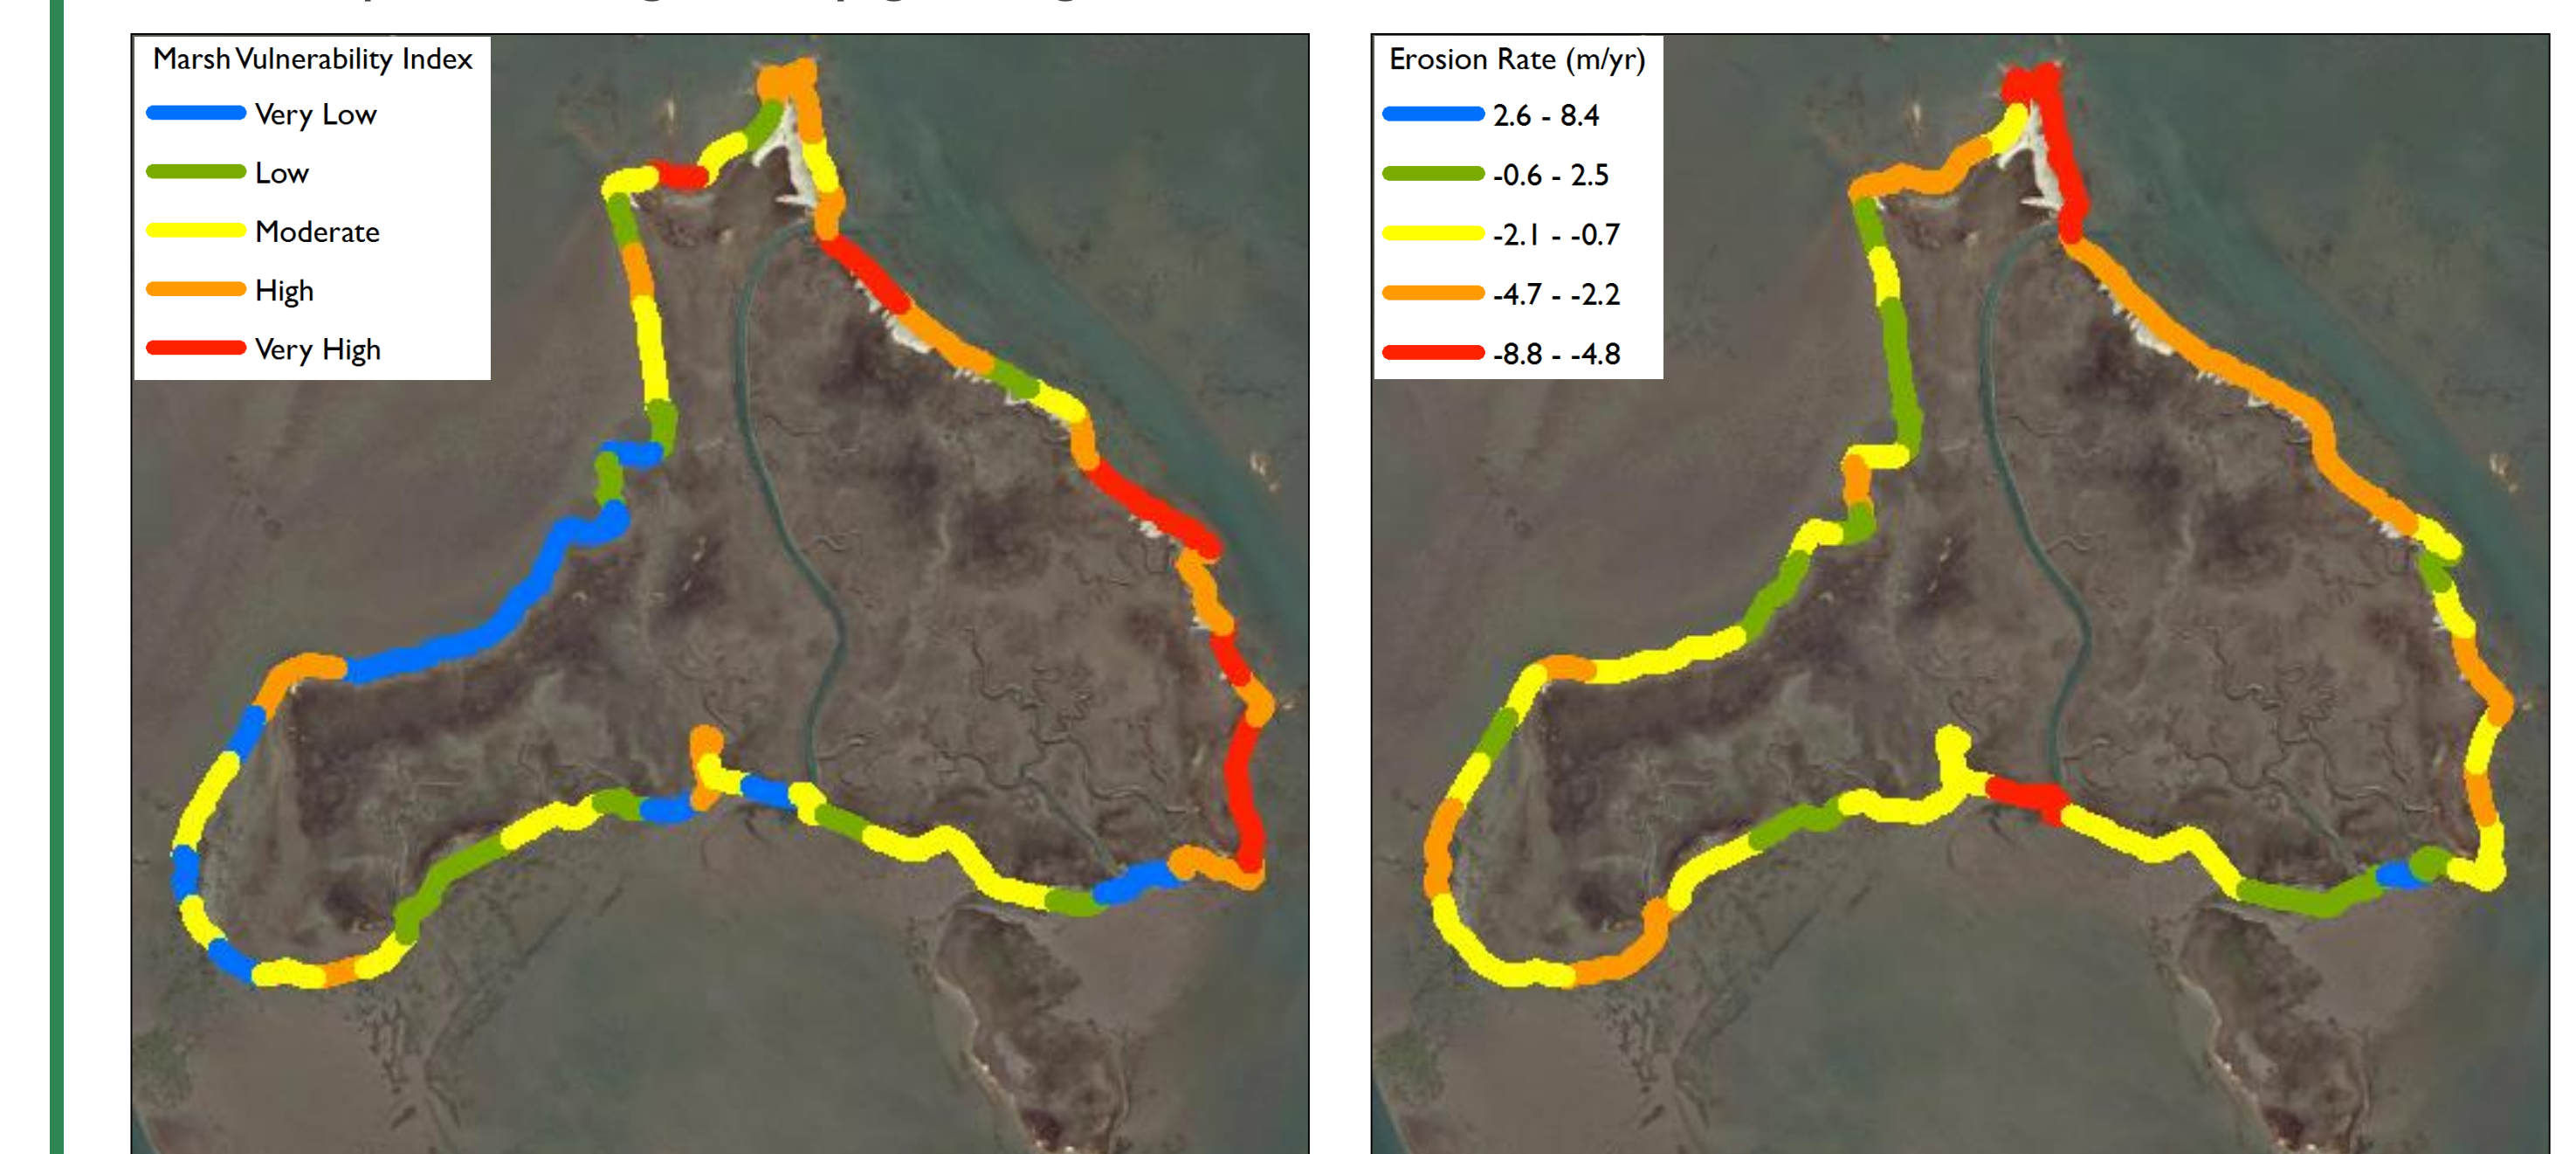 Marsh Vulnerability Index
Very Low
Low
Moderate
High
Very High
Erosion Rate (m/yr)
2.6 - 8.4
-0.6 - 2.5
-2.1 - -0.7
-4.7 - -2.2
-8.8 - -4.8